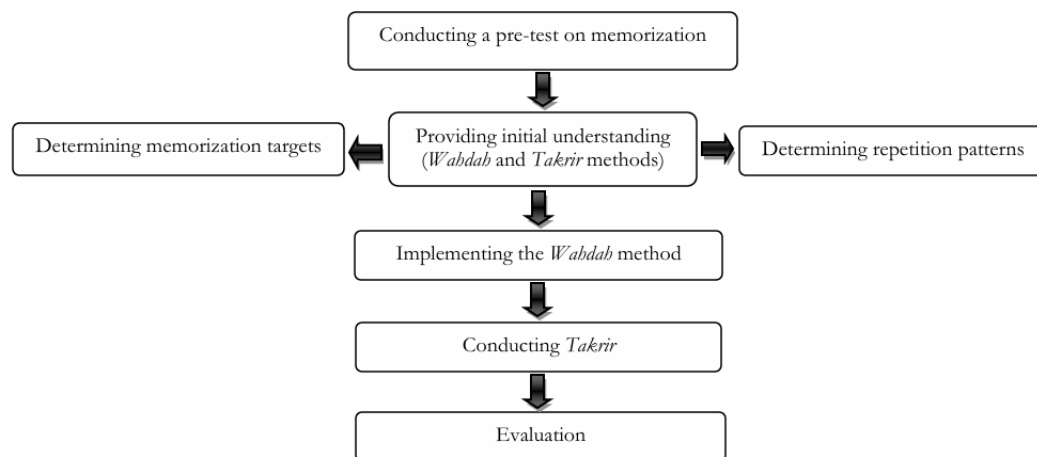 Conducting a pre-test on memorization
Determining memorization targets
Providing initial understanding
(Wahdah and Takrir methods)
Determining repetition patterns
Implementing the Wahdah method
Conducting Takrir
Evaluation